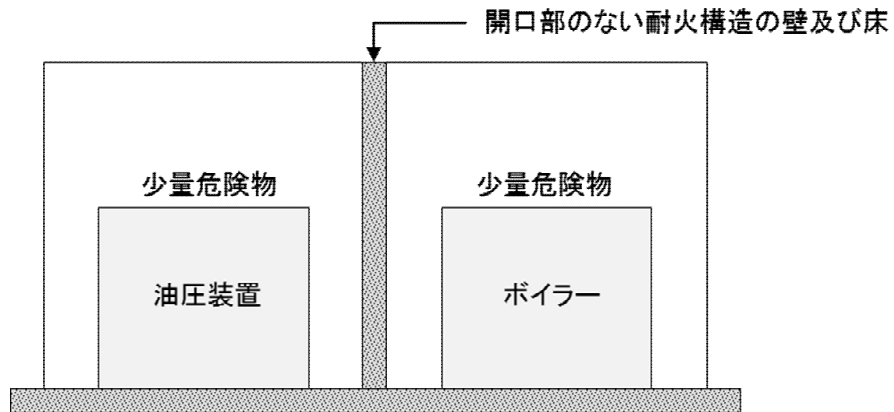 開口部のない耐火構造の壁及び床
少量危険物
少量危険物
油圧装置
ボイラー